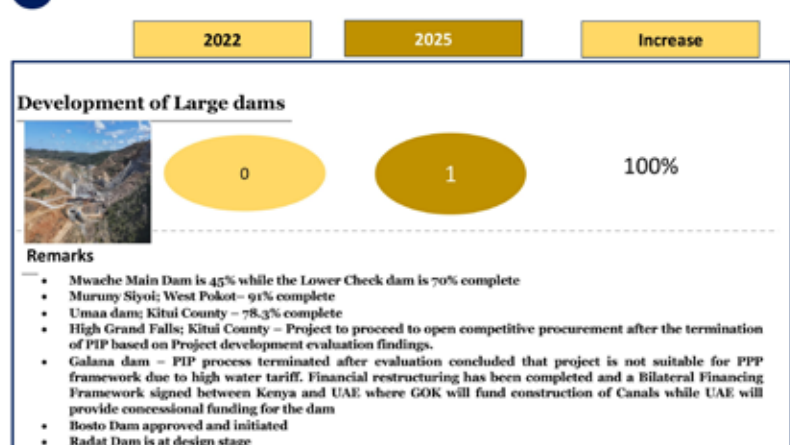 2022 2025 Increase
Development of Large dams
0 1 100%
Remarks
• Mwache Main Dam is 45% while the Lower Check dam is 70% complete
• Muruny Siyoi; West Pokot– 91% complete
• Umaa dam; Kitui County – 78.3% complete
• High Grand Falls; Kitui County – Project to proceed to open competitive procurement after the termination
of PIP based on Project development evaluation findings.
• Galana dam – PIP process terminated after evaluation concluded that project is not suitable for PPP
framework due to high water tariff. Financial restructuring has been completed and a Bilateral Financing
Framework signed between Kenya and UAE where GOK will fund construction of Canals while UAE will
provide concessional funding for the dam
• Bosto Dam approved and initiated
• Radat Dam is at design stage